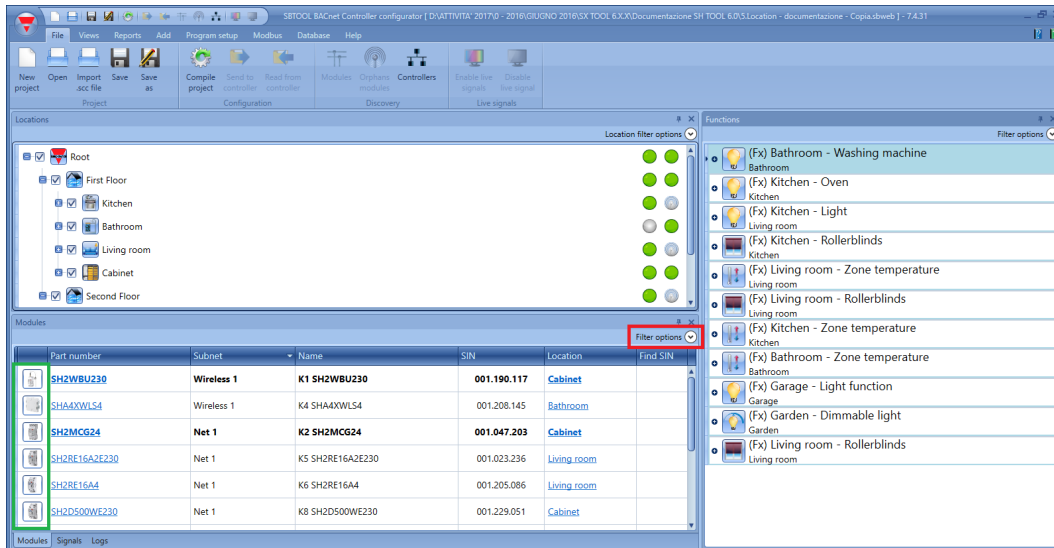 SBTOOL BACnet Controller configurator [ D:\ATTIVITA' 2017\0 - 2016\GIUGNO 2016\SX TOOL 6.X.X\Documentazione SH TOOL 6.0\5.Location - documentazione - Copia.sbweb ] - 7.4.31
File Views Reports Add Program setup Modbus Database Help
New project
Open
Import .scc file
Save
Save as
Compile project
Send to controller
Read from controller
Modules
Orphans modules
Controllers
Enable live signals
Disable live signal
Project Configuration Discovery Live signals
Locations
Location filter options
Root
First Floor
Kitchen
Bathroom
Living room
Cabinet
Second Floor
Modules
Filter options
Part number Subnet Name SIN Location Find SIN
SH2WBU230 Wireless 1 K1 SH2WBU230 001.190.117 Cabinet
SHA4XWLS4 Wireless 1 K4 SHA4XWLS4 001.208.145 Bathroom
SH2MCG24 Net 1 K2 SH2MCG24 001.047.203 Cabinet
SH2RE16A2E230 Net 1 K5 SH2RE16A2E230 001.023.236 Living room
SH2RE16A4 Net 1 K6 SH2RE16A4 001.205.086 Living room
SH2D500WE230 Net 1 K8 SH2D500WE230 001.229.051 Cabinet
Modules Signals Logs
Functions
Filter options
(Fx) Bathroom - Washing machine
Bathroom
(Fx) Kitchen - Oven
Kitchen
(Fx) Kitchen - Light
Living room
(Fx) Kitchen - Rollerblinds
Kitchen
(Fx) Living room - Zone temperature
Living room
(Fx) Living room - Rollerblinds
Living room
(Fx) Kitchen - Zone temperature
Kitchen
(Fx) Bathroom - Zone temperature
Bathroom
(Fx) Garage - Light function
Garage
(Fx) Garden - Dimmable light
Garden
(Fx) Living room - Rollerblinds
Living room